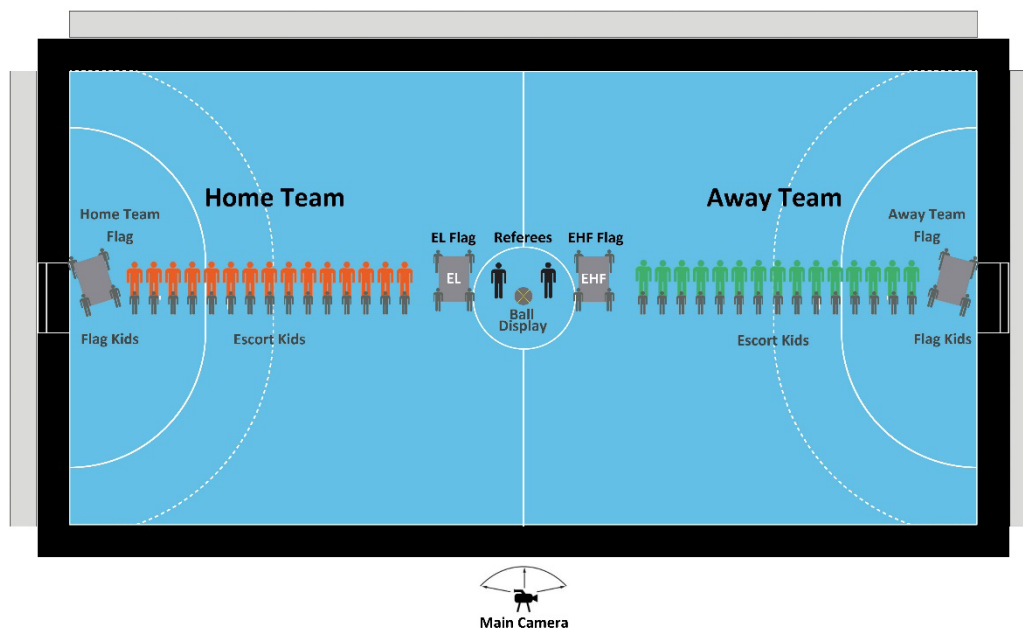 Home Team
Away Team
Home Team
Flag
Away Team
Flag
EL Flag
Referees
EHF Flag
EL
EHF
Ball
Display
Flag Kids
Escort Kids
Escort Kids
Flag Kids
Main Camera